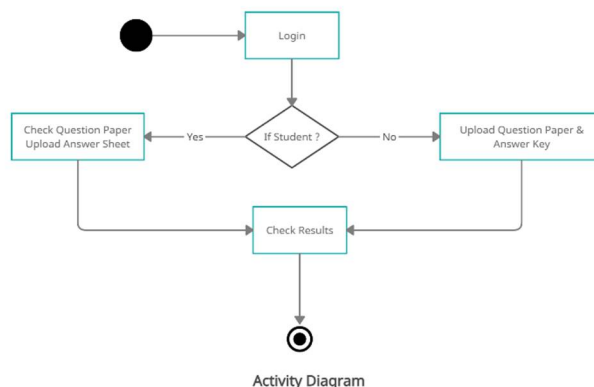 Login
If Student ?
Yes
No
Check Question Paper
Upload Answer Sheet
Upload Question Paper &
Answer Key
Check Results
Activity Diagram